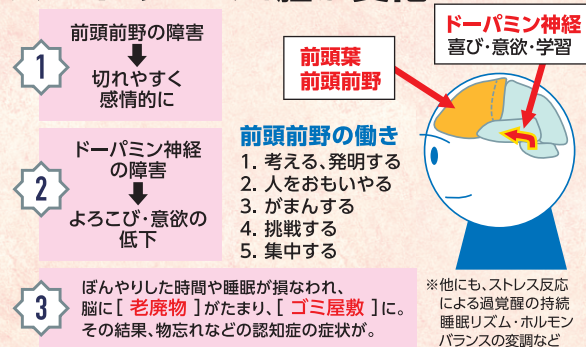 1
前頭前野の障害
切れやすく
感情的に
2
ドーパミン神経
の障害
よろこび・意欲の
低下
3
ぼんやりした時間や睡眠が損なわれ、
脳に[ 老廃物 ]がたまり、[ ゴミ屋敷 ]に。
その結果、物忘れなどの認知症の症状が。
前頭葉
前頭前野
ドーパミン神経
喜び・意欲・学習
前頭前野の働き
1. 考える、発明する
2. 人をおもいやる
3. がまんする
4. 挑戦する
5. 集中する
※他にも、ストレス反応
による過覚醒の持続
睡眠リズム・ホルモン
バランスの変調など